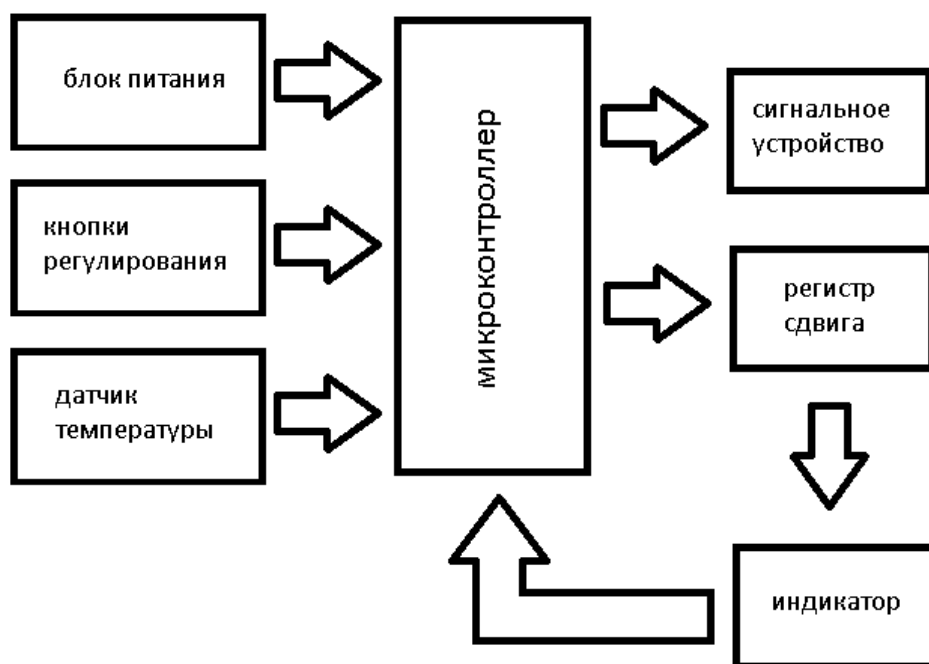 блок питания
кнопки
регулирования
датчик
температуры
микроконтроллер
сигнальное
устройство
регистр
сдвига
индикатор